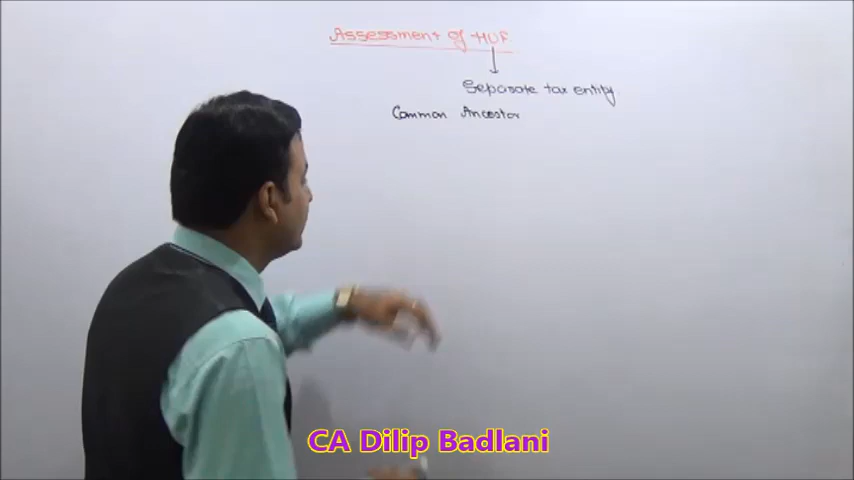 Assessment of HUF
Separate tax entity
Common Ancestor
CA Dilip Badlani